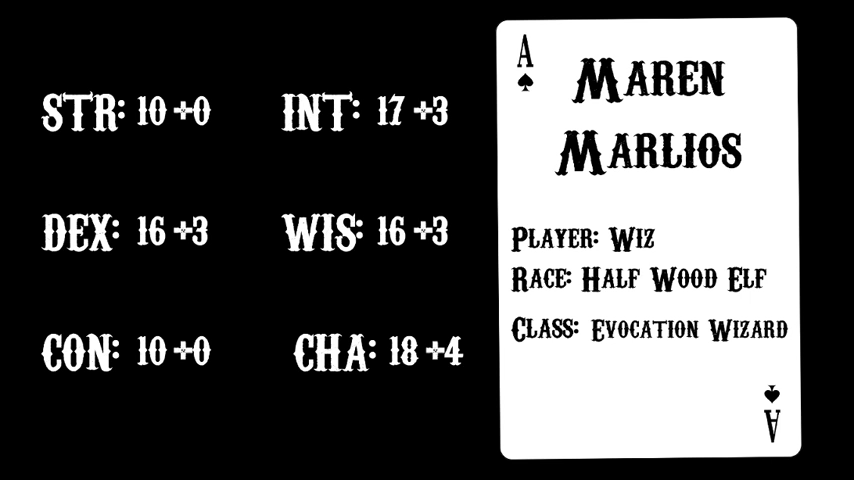 STR: 10 +0
INT: 17 +3
DEX: 16 +3
WIS: 16 +3
CON: 10 +0
CHA: 18 +4
A
Maren
Marlios
Player: Wiz
Race: Half Wood Elf
Class: Evocation Wizard
A